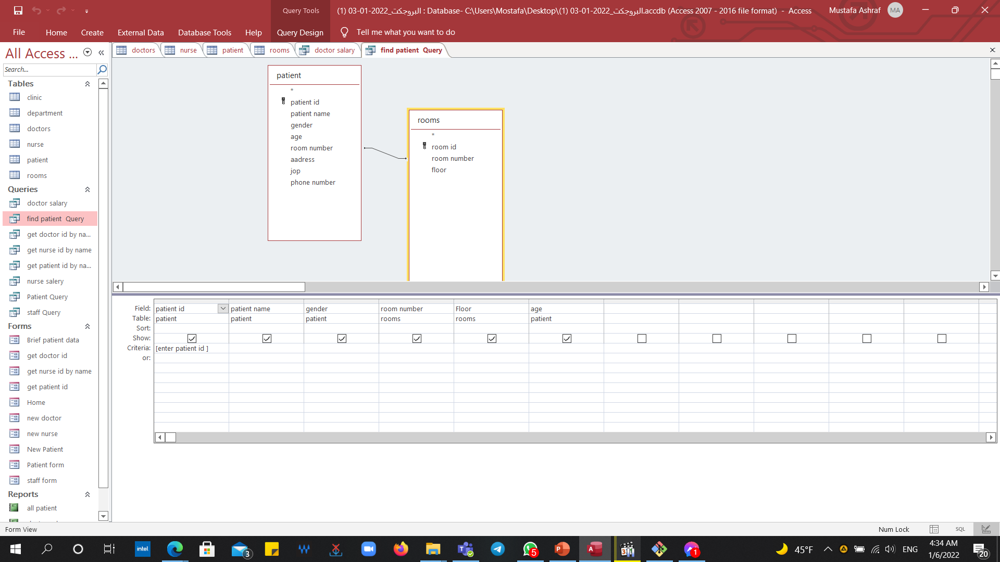 Query Tools
البروجكت_2022-01-03 (1) : Database- C:\Users\Mostafa\Desktop\البروجكت_2022-01-03 (1).accdb (Access 2007 - 2016 file format) - Access
Mustafa Ashraf MA
File Home Create External Data Database Tools Help Query Design Tell me what you want to do
All Access ...
Search...
doctors nurse patient rooms doctor salary find patient Query
Tables
clinic
department
doctors
nurse
patient
rooms
Queries
doctor salary
find patient Query
get doctor id by na...
get nurse id by name
get patient id by na...
nurse salery
Patient Query
staff Query
Forms
Brief patient data
get doctor id
get nurse id by name
get patient id
Home
new doctor
new nurse
New Patient
Patient form
staff form
Reports
all patient
patient
*
patient id
patient name
gender
age
room number
aadress
jop
phone number
rooms
*
room id
room number
floor
Field: patient id patient name gender room number Floor age
Table: patient patient patient rooms rooms patient
Sort:
Show:
Criteria: [enter patient id ]
or:
Form View
Num Lock
SQL
intel
3
5
1
45°F
ENG
4:34 AM
1/6/2022
20